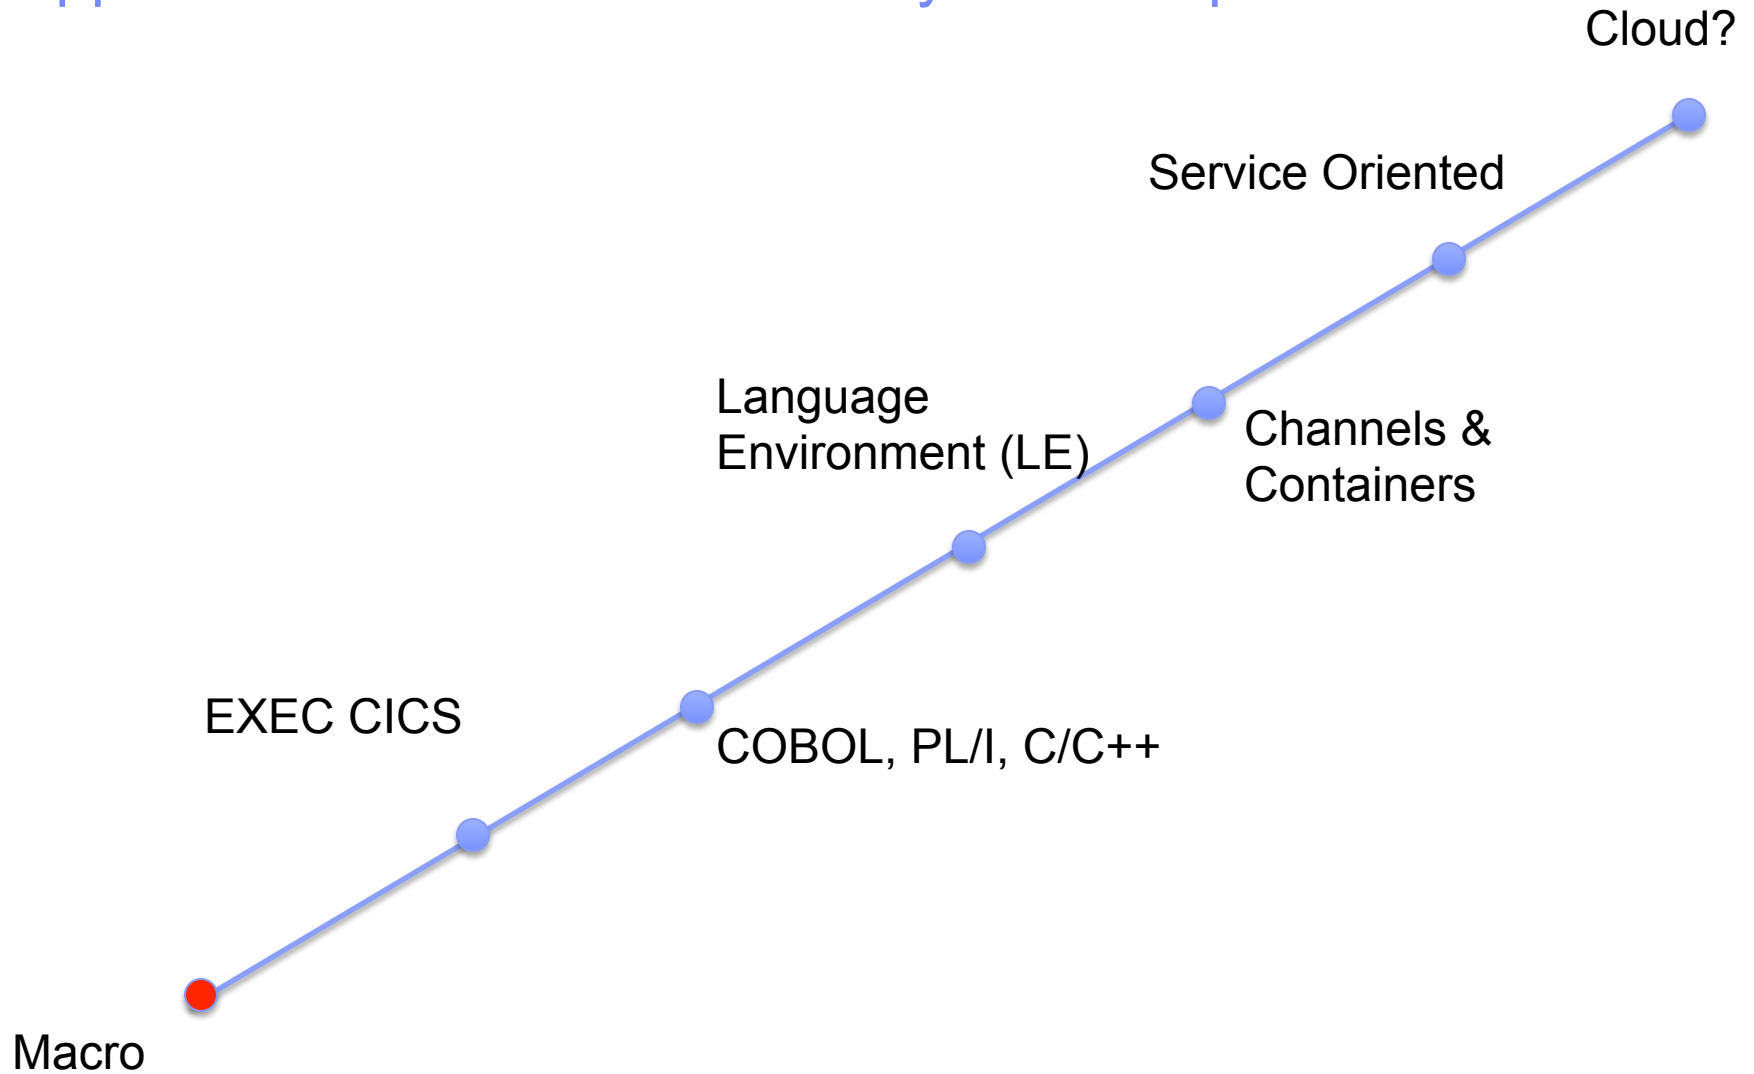 Cloud?
Service Oriented
Language
Environment (LE)
Channels &
Containers
EXEC CICS
COBOL, PL/I, C/C++
Macro